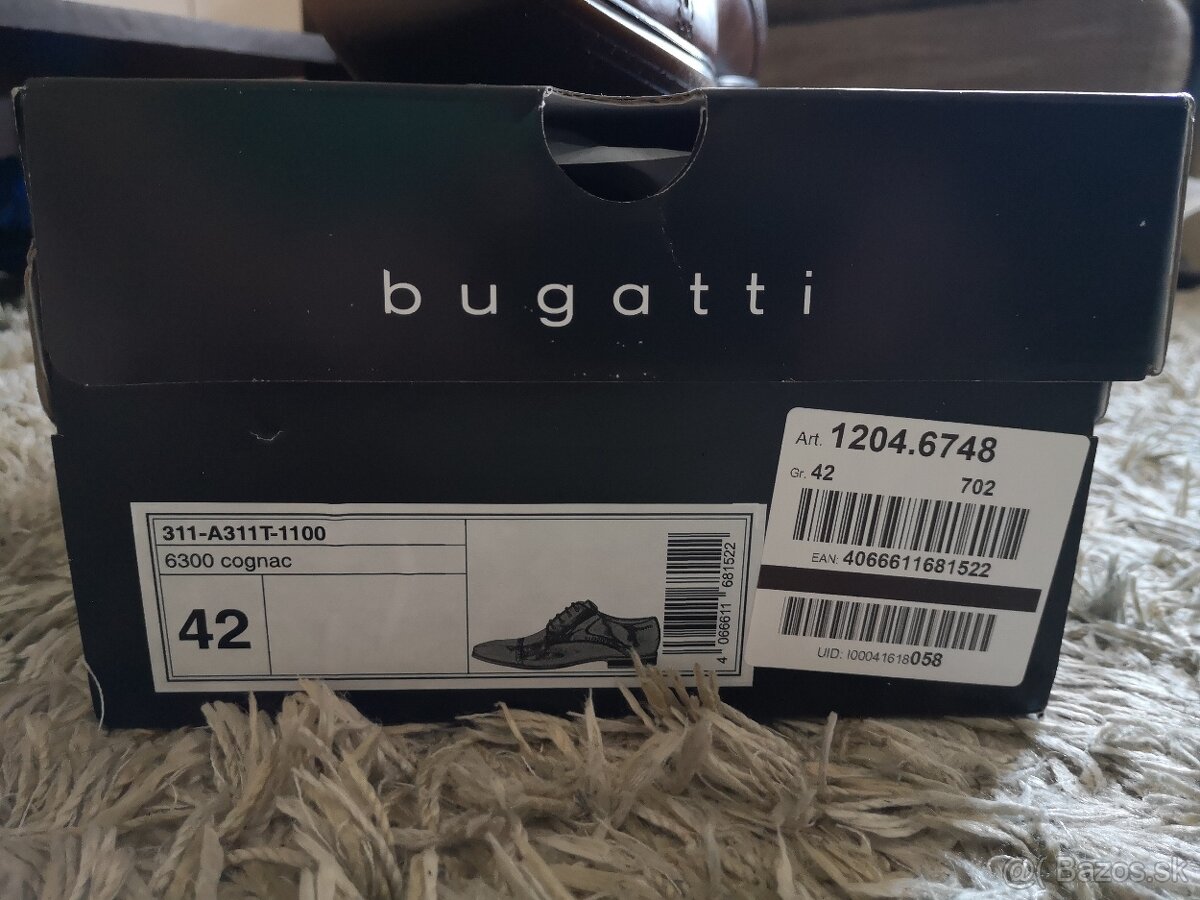 bugatti
Art. 1204.6748
Gr. 42 702
EAN: 4066611681522
UID: I00041618058
311-A311T-1100
6300 cognac
42
4 066611 681522
@ Bazos.sk